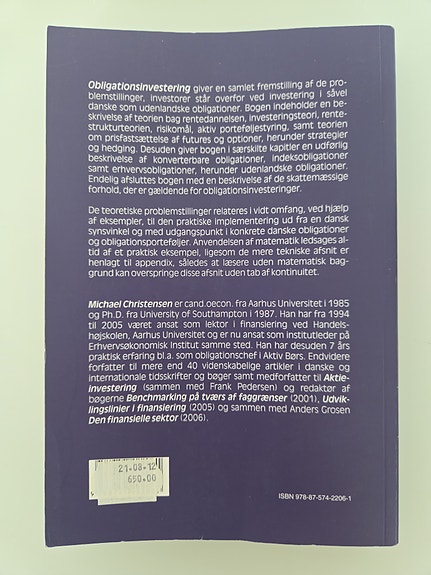 Obligationsinvestering giver en samlet fremstilling af de pro-
blemstillinger, investorer står overfor ved investering i såvel
danske som udenlandske obligationer. Bogen indeholder en be-
skrivelse af teorien bag rentedannelsen, investeringsteori, rente-
strukturteorien, risikomål, aktiv porteføljestyring, samt teorien
om prisfastsættelse af futures og optioner, herunder strategier
og hedging. Desuden giver bogen i særskilte kapitler en udførlig
beskrivelse af konverterbare obligationer, indeksobligationer
samt erhvervsobligationer, herunder udenlandske obligationer.
Endelig afsluttes bogen med en beskrivelse af de skattemæssige
forhold, der er gældende for obligationsinvesteringer.
De teoretiske problemstillinger relateres i vidt omfang, ved hjælp
af eksempler, til den praktiske implementering ud fra en dansk
synsvinkel og med udgangspunkt i konkrete danske obligationer
og obligationsporteføljer. Anvendelsen af matematik ledsages al-
tid af et praktisk eksempel, ligesom de mere tekniske afsnit er
henlagt til appendix, således at læsere uden matematisk bag-
grund kan overspringe disse afsnit uden tab af kontinuitet.
Michael Christensen er cand.oecon. fra Aarhus Universitet i 1985
og Ph.D. fra University of Southampton i 1987. Han har fra 1994
til 2005 været ansat som lektor i finansiering ved Handels-
højskolen, Aarhus Universitet og er nu ansat som institutleder på
Erhvervsøkonomisk Institut samme sted. Han har desuden 7 års
praktisk erfaring bl.a. som obligationschef i Aktiv Børs. Endvidere
forfattet til mere end 40 videnskabelige artikler i danske og
internationale tidsskrifter og bøger samt medforfatter til Aktie-
investering (sammen med Frank Pedersen) og redaktør af
bøgerne Benchmarking på tværs af faggrænser (2001), Udvik-
lingslinier i finansiering (2005) og sammen med Anders Grosen
Den finansielle sektor (2006).
21.08.12
650.00
ISBN 978-87-574-2206-1